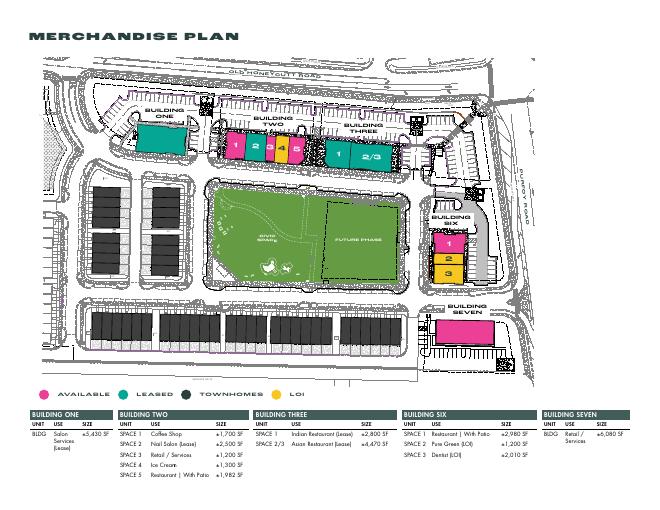 MERCHANDISE PLAN
OLD HONEYCUTT ROAD
BUILDING
ONE
BUILDING
TWO
BUILDING
THREE
1 2 3 4 5
1 2/3
PURFOY ROAD
BUILDING
SIX
1
2
3
CIVIC
SPACE
FUTURE PHASE
BUILDING
SEVEN
AVAILABLE LEASED TOWNHOMES LOI
BUILDING ONE
UNIT USE SIZE
BLDG Salon ±5,430 SF
Services
(Lease)
BUILDING TWO
UNIT USE SIZE
SPACE 1 Coffee Shop ±1,700 SF
SPACE 2 Nail Salon (Lease) ±2,500 SF
SPACE 3 Retail / Services ±1,200 SF
SPACE 4 Ice Cream ±1,300 SF
SPACE 5 Restaurant | With Patio ±1,982 SF
BUILDING THREE
UNIT USE SIZE
SPACE 1 Indian Restaurant (Lease) ±2,800 SF
SPACE 2/3 Asian Restaurant (Lease) ±4,470 SF
BUILDING SIX
UNIT USE SIZE
SPACE 1 Restaurant | With Patio ±2,980 SF
SPACE 2 Pure Green (LOI) ±1,200 SF
SPACE 3 Dentist (LOI) ±2,010 SF
BUILDING SEVEN
UNIT USE SIZE
BLDG Retail / ±6,080 SF
Services